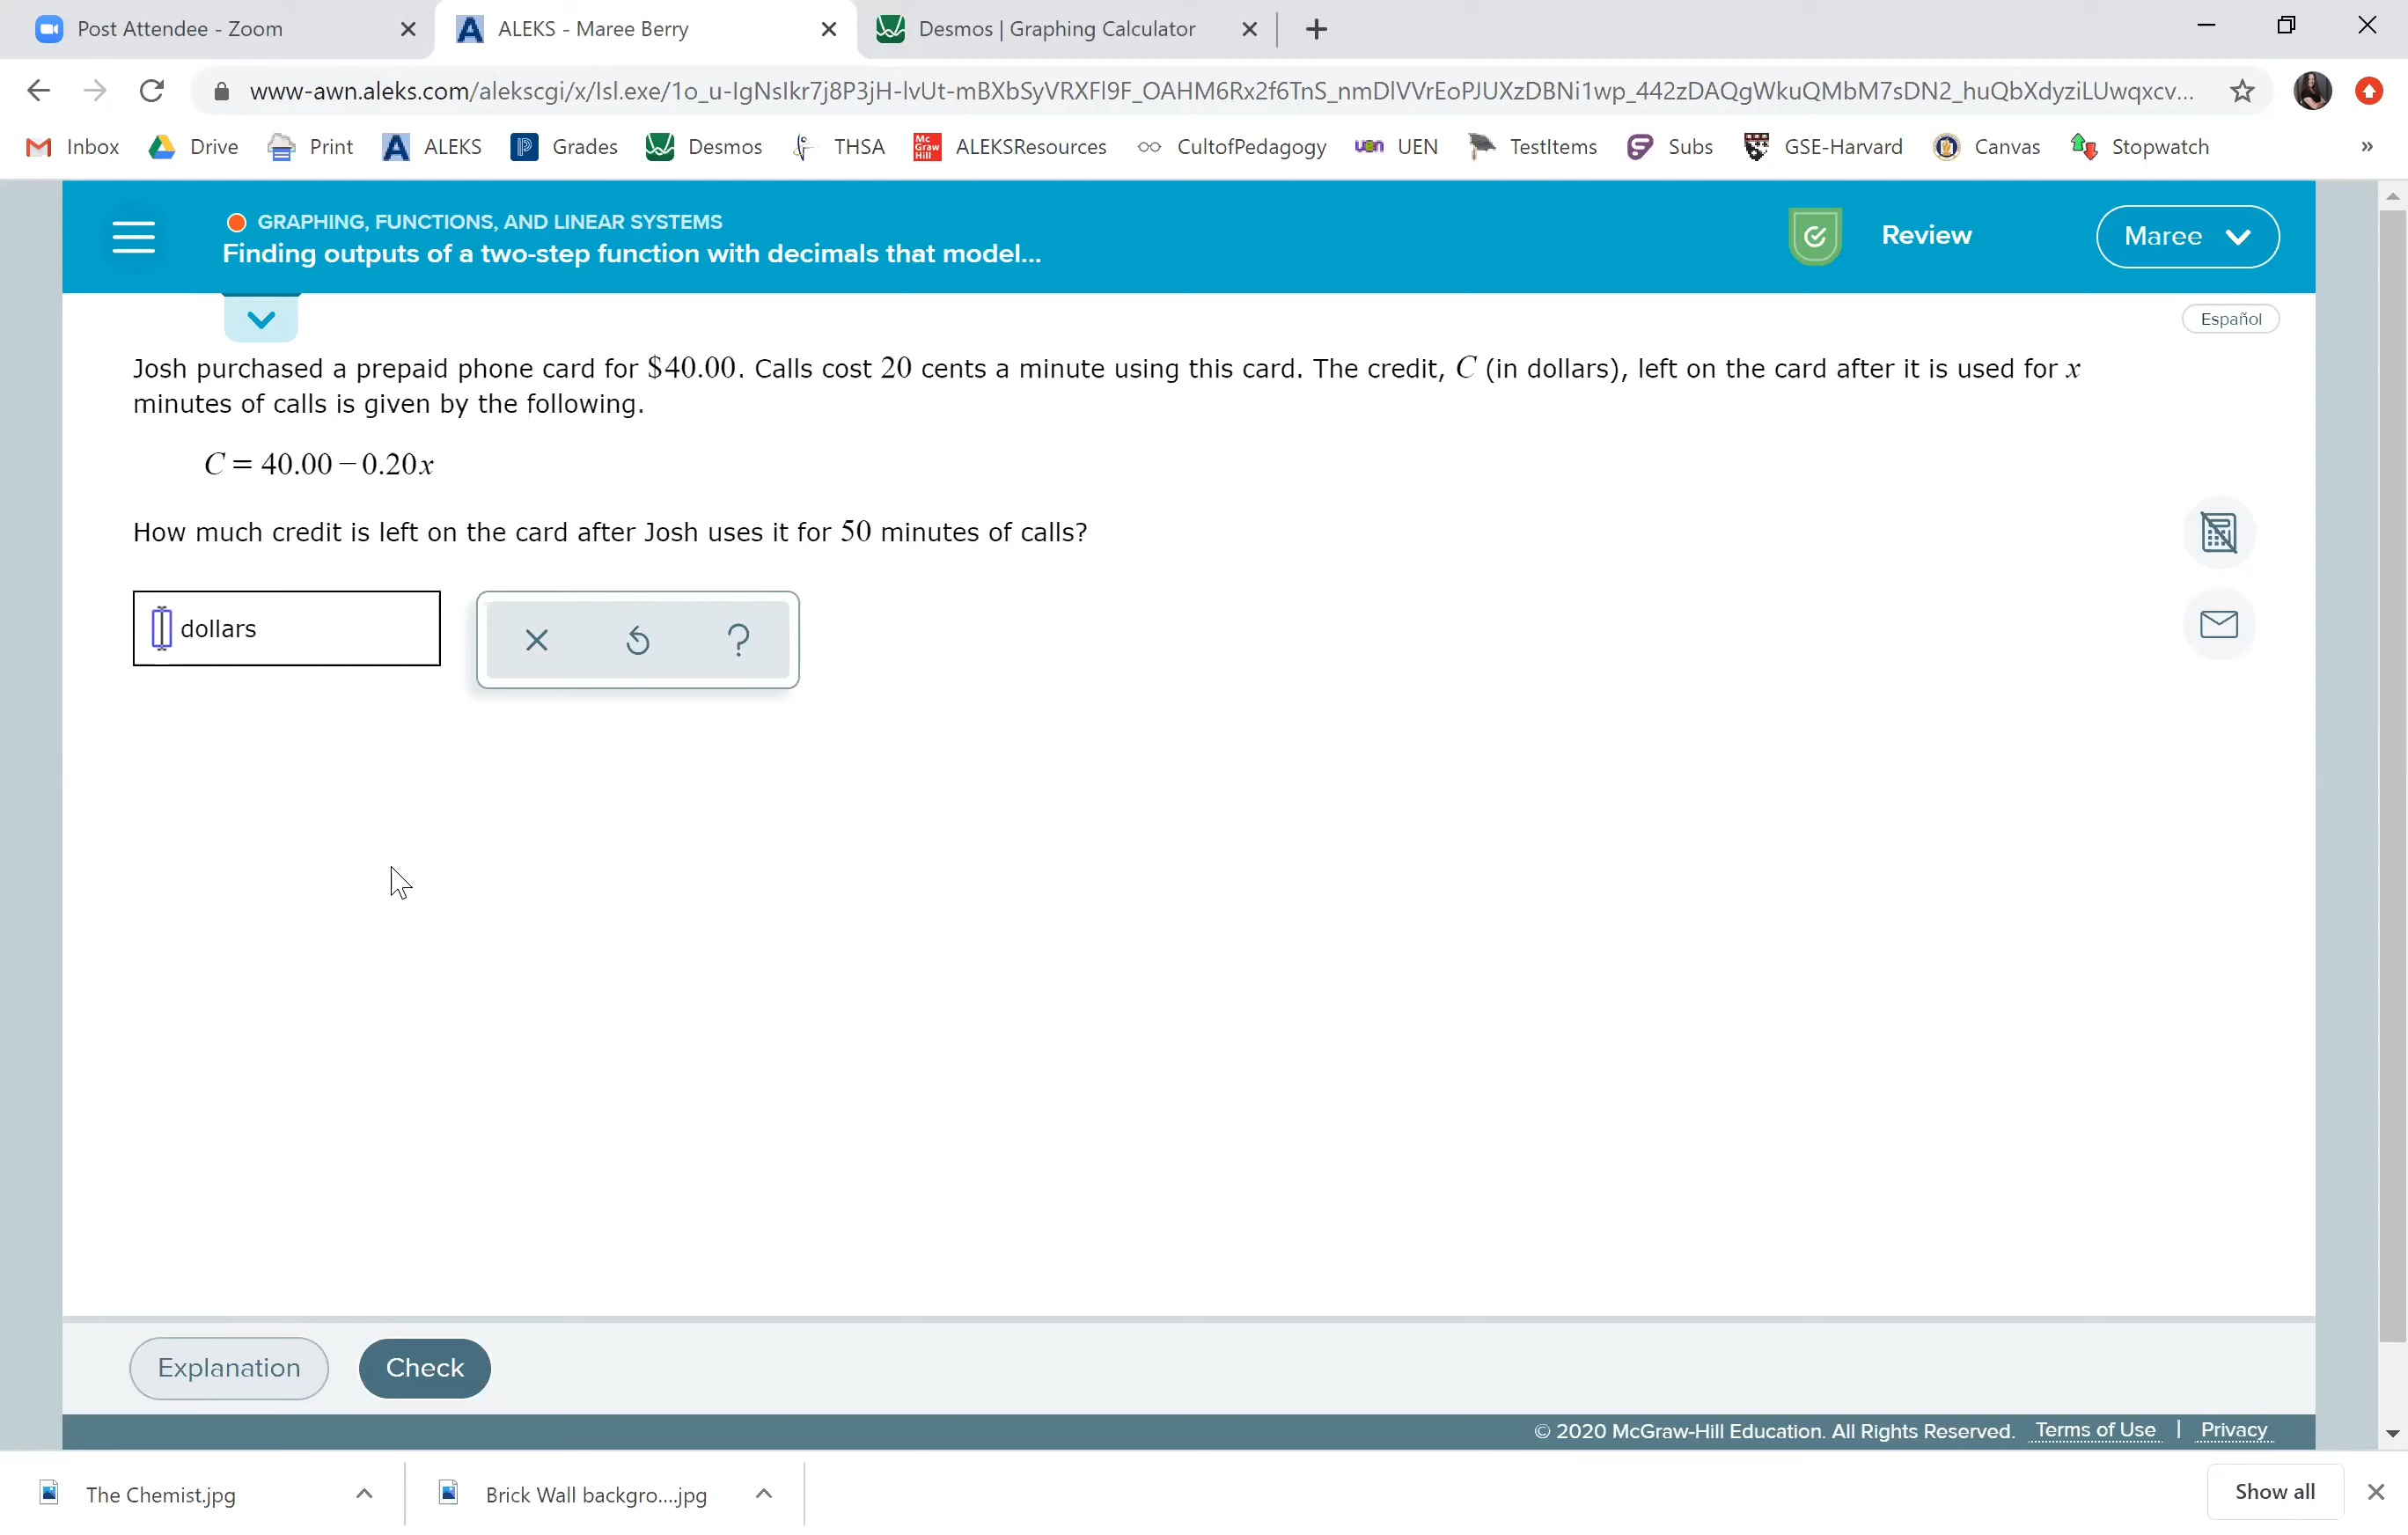 Post Attendee - Zoom
ALEKS - Maree Berry
Desmos | Graphing Calculator
www-awn.aleks.com/alekscgi/x/Isl.exe/1o_u-IgNsIkr7j8P3jH-lvUt-mBXbSyVRXFl9F_OAHM6Rx2f6TnS_nmDlVVrEoPJUXzDBNi1wp_442zDAQgWkuQMbM7sDN2_huQbXdyziLUwqxcv...
Inbox Drive Print ALEKS Grades Desmos THSA Mc Graw Hill ALEKSResources CultofPedagogy uen UEN TestItems Subs GSE-Harvard Canvas Stopwatch »
GRAPHING, FUNCTIONS, AND LINEAR SYSTEMS
Finding outputs of a two-step function with decimals that model...
Review
Maree
Español
Josh purchased a prepaid phone card for $40.00. Calls cost 20 cents a minute using this card. The credit, C (in dollars), left on the card after it is used for x
minutes of calls is given by the following.
C = 40.00 − 0.20x
How much credit is left on the card after Josh uses it for 50 minutes of calls?
dollars
?
Explanation
Check
© 2020 McGraw-Hill Education. All Rights Reserved. Terms of Use | Privacy
The Chemist.jpg
Brick Wall backgro....jpg
Show all